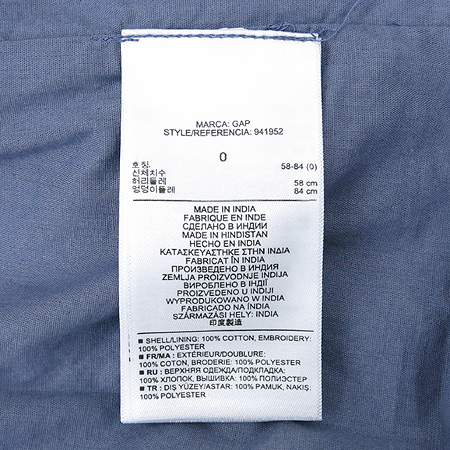 MARCA: GAP
STYLE/REFERENCIA: 941952
0
호칭 58-84 (0)
신체치수
허리둘레 58 cm
엉덩이둘레 84 cm
MADE IN INDIA
FABRIQUE EN INDE
СДЕЛАНО В ИНДИИ
MADE IN HINDISTAN
HECHO EN INDIA
ΚΑΤΑΣΚΕΥΑΣΤΗΚΕ ΣΤΗΝ ΙΝΔΙΑ
FABRICAT ÎN INDIA
ПРОИЗВЕДЕНО В ИНДИЯ
ZEMLJA PROIZVODNJE INDIJA
ВИРОБЛЕНО В ІНДІЇ
PROIZVEDENO U INDIJI
WYPRODUKOWANO W INDIA
FABRICADO NA ÍNDIA
SZÁRMAZÁSI HELY: INDIA
印度製造
■ SHELL/LINING: 100% COTTON, EMBROIDERY:
100% POLYESTER
■ FR/MA : EXTÉRIEUR/DOUBLURE:
100% COTON, BRODERIE: 100% POLYESTER
■ RU : ВЕРХНЯЯ ОДЕЖДА/ПОДКЛАДКА:
100% ХЛОПОК, ВЫШИВКА: 100% ПОЛИЭСТЕР
■ TR : DIŞ YÜZEY/ASTAR: 100% PAMUK, NAKIŞ:
100% POLYESTER